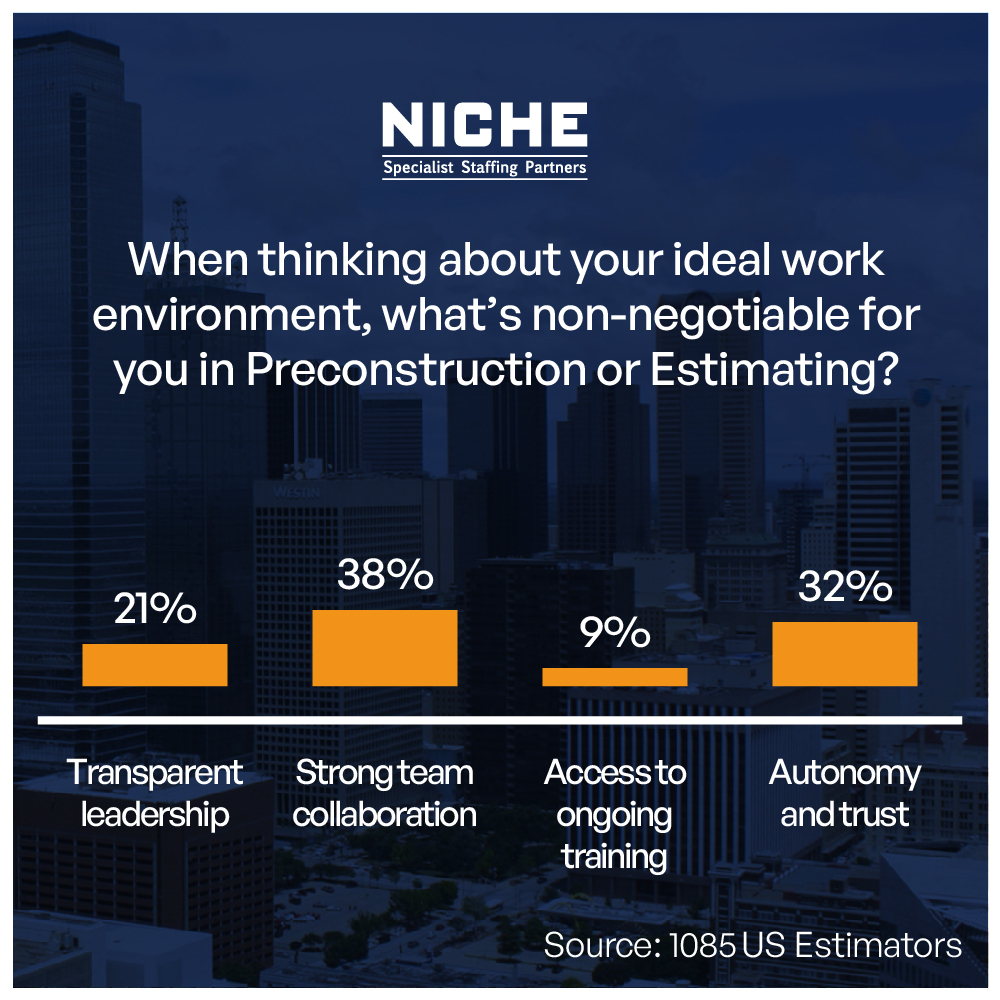 NICHE
Specialist Staffing Partners
When thinking about your ideal work
environment, what's non-negotiable for
you in Preconstruction or Estimating?
WESTIN
21%
38%
9%
32%
Transparent
leadership
Strong team
collaboration
Access to
ongoing
training
Autonomy
and trust
Source: 1085 US Estimators